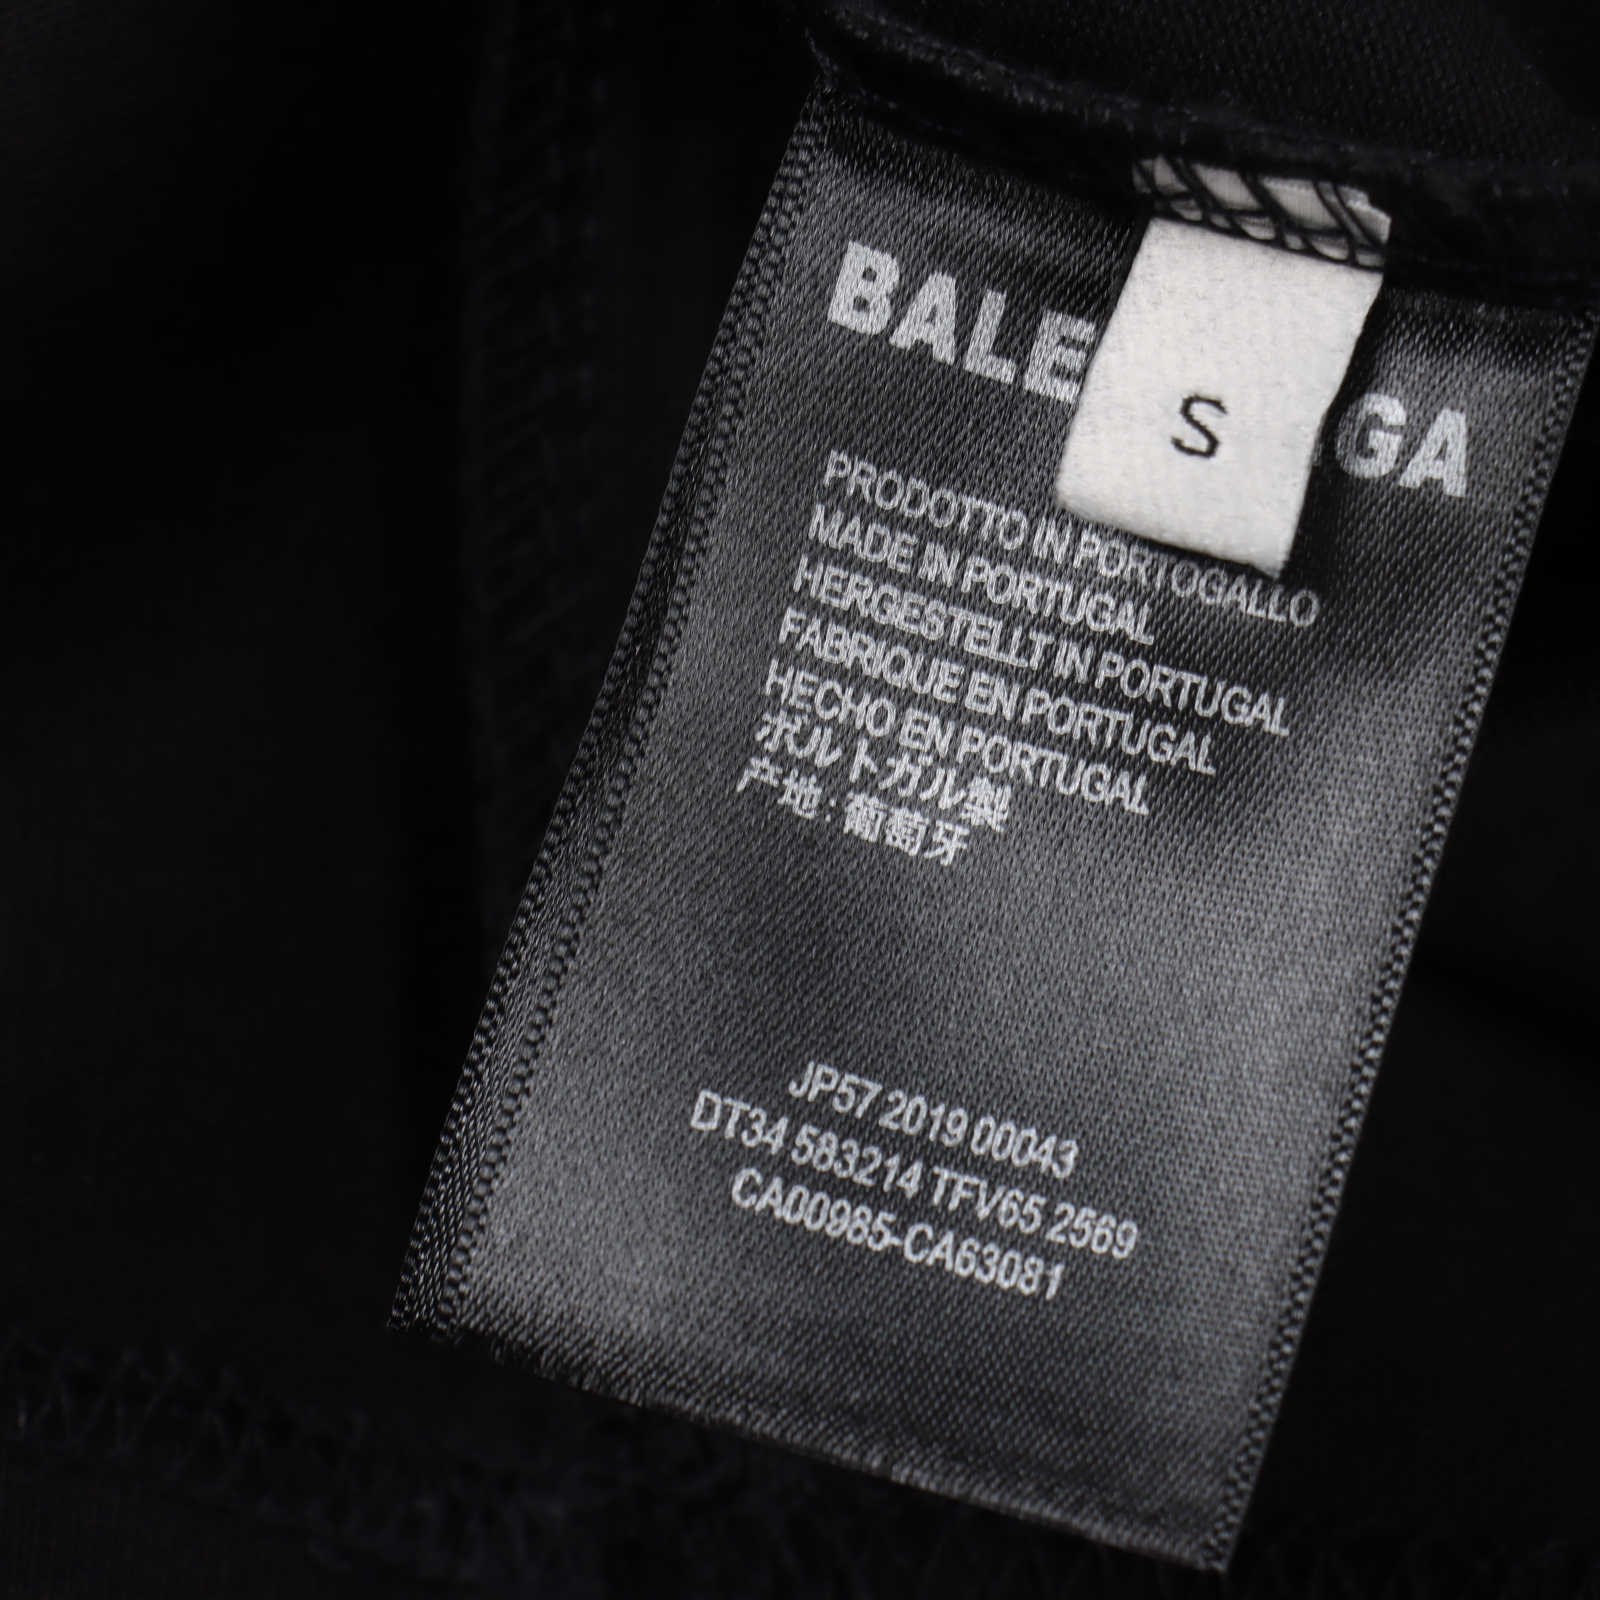 BALE GA
S
PRODOTTO IN PORTOGALLO
MADE IN PORTUGAL
HERGESTELLT IN PORTUGAL
FABRIQUE EN PORTUGAL
HECHO EN PORTUGAL
ポルトガル製
产地：葡萄牙
JP57 2019 00043
DT34 583214 TFV65 2569
CA00985-CA63081